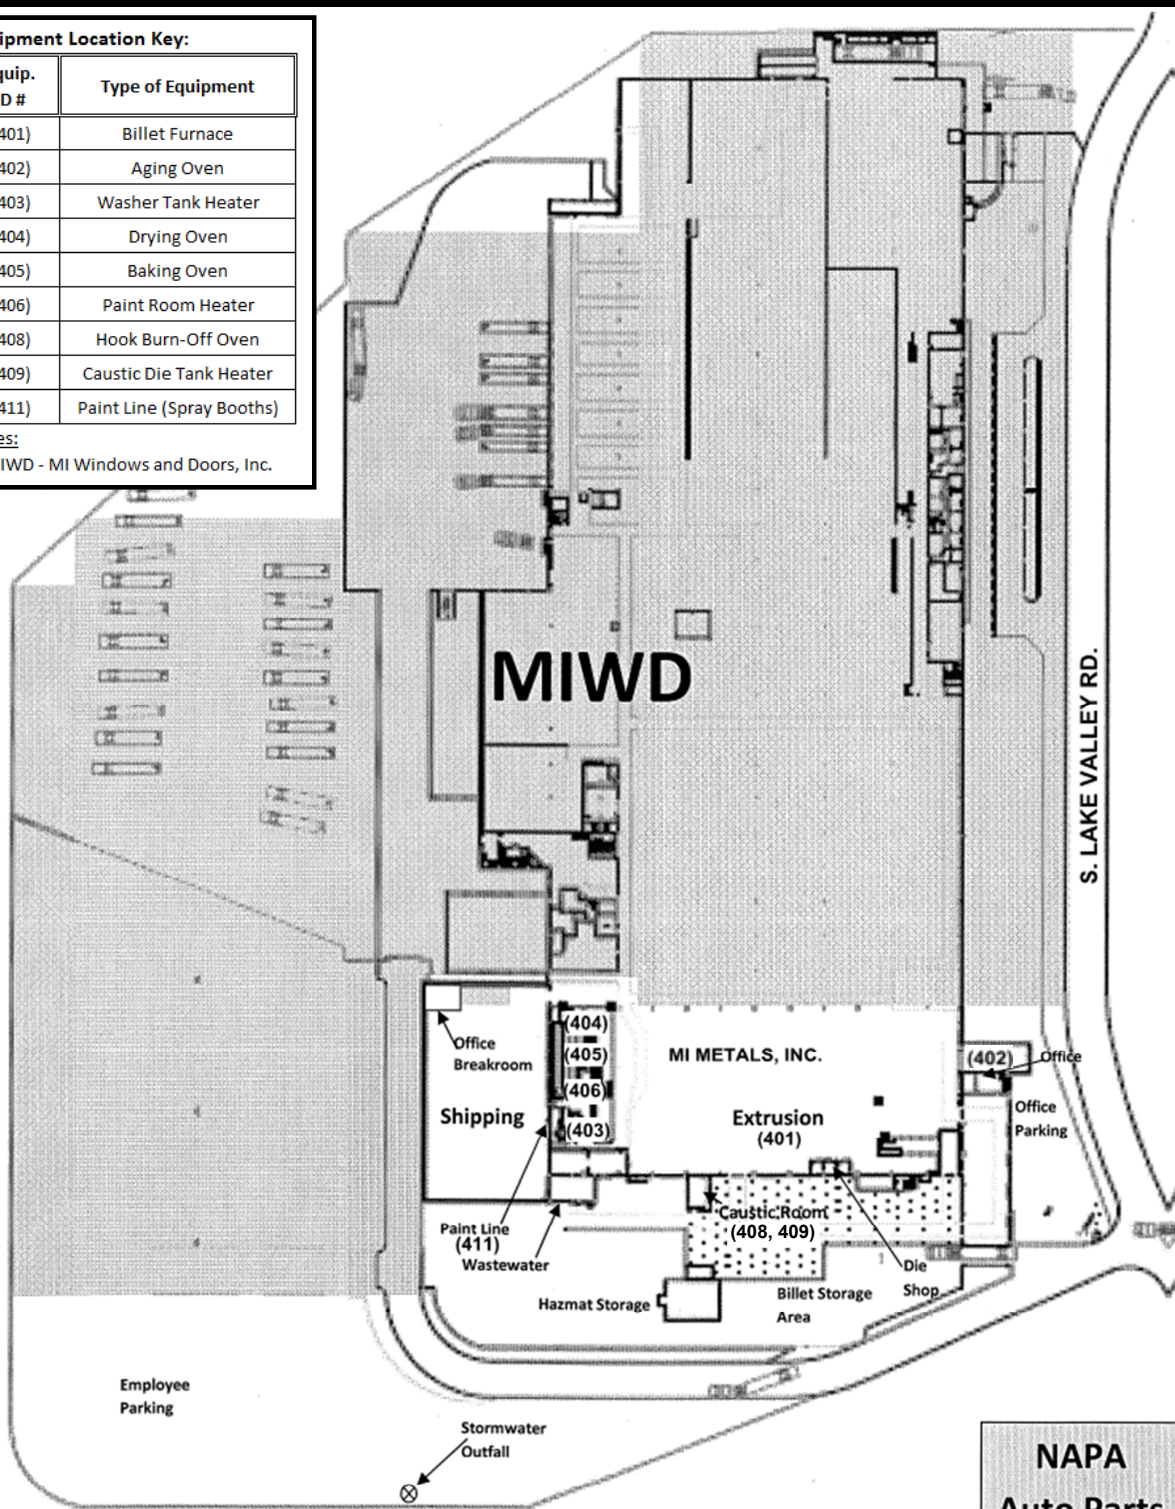 ipment Location Key:
quip. Type of Equipment
D #
401) Billet Furnace
402) Aging Oven
403) Washer Tank Heater
404) Drying Oven
405) Baking Oven
406) Paint Room Heater
408) Hook Burn-Off Oven
409) Caustic Die Tank Heater
411) Paint Line (Spray Booths)
es:
IWD - MI Windows and Doors, Inc.
MIWD
S. LAKE VALLEY RD.
(404)
(405)
(406)
(403)
Office
Breakroom
Shipping
MI METALS, INC.
Extrusion
(401)
(402)
Office
Office
Parking
Paint Line
(411)
Wastewater
Caustic Room
(408, 409)
Die
Shop
Hazmat Storage
Billet Storage
Area
Employee
Parking
Stormwater
Outfall
NAPA
Auto Parts